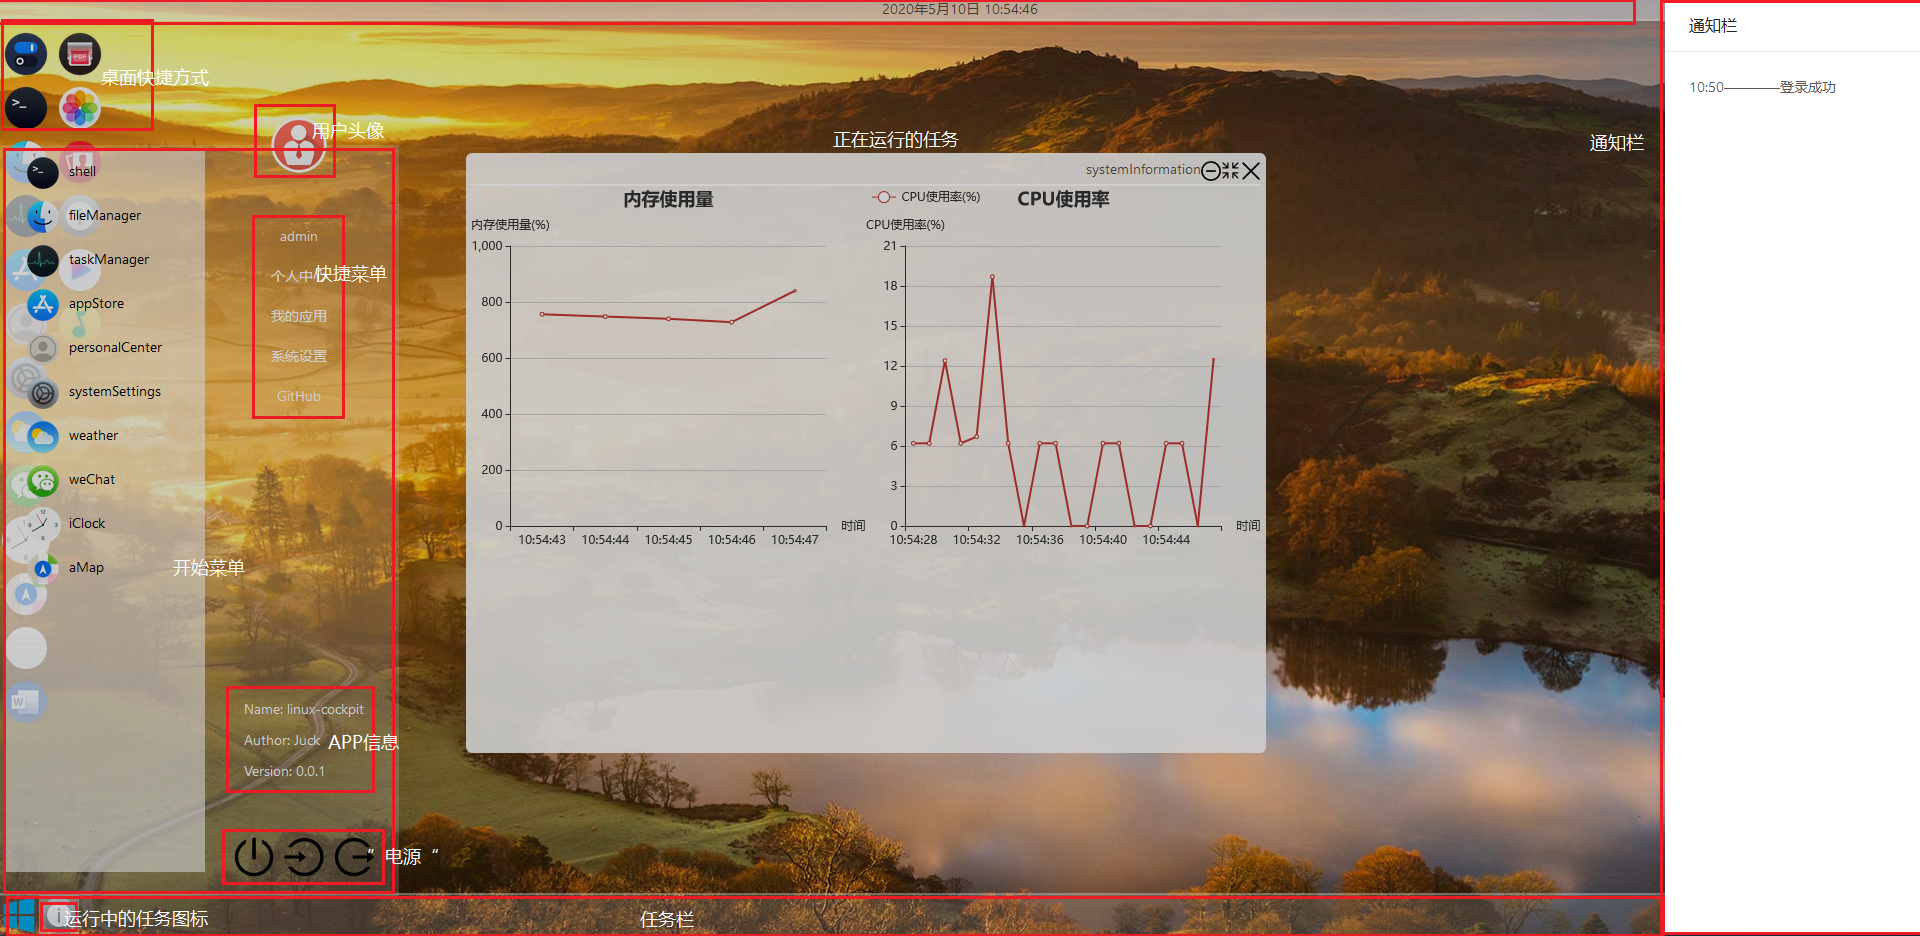 2020年5月10日 10:54:46
通知栏
10:50————登录成功
桌面快捷方式
用户头像
正在运行的任务
通知栏
shell
fileManager
taskManager
appStore
personalCenter
systemSettings
weather
weChat
iClock
aMap
开始菜单
admin
个人中
快捷菜单
我的应用
系统设置
GitHub
Name: linux-cockpit
Author: Juck
APP信息
Version: 0.0.1
" 电源 "
systemInformation
内存使用量
内存使用量(%)
1,000
800
600
400
200
0
10:54:43 10:54:44 10:54:45 10:54:46 10:54:47
时间
CPU使用率(%)
CPU使用率
CPU使用率(%)
21
18
15
12
9
6
3
0
10:54:28 10:54:32 10:54:36 10:54:40 10:54:44
时间
运行中的任务图标
任务栏
PDF
W